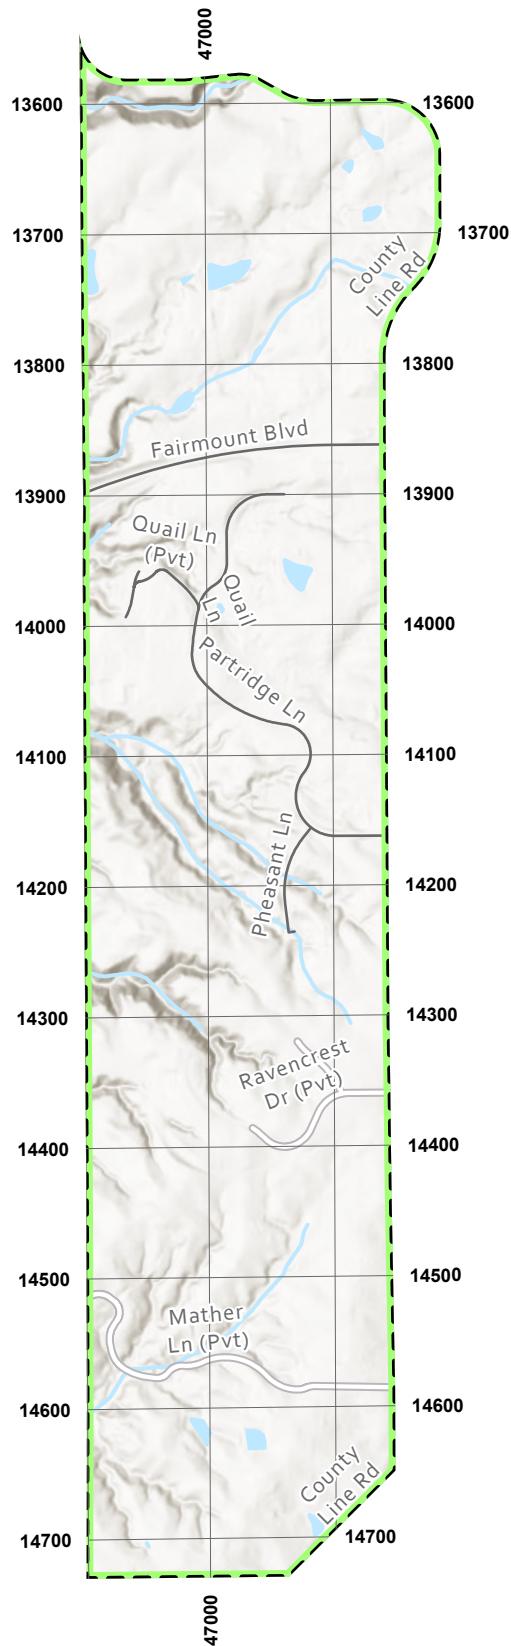 47000
13600
13600
13700
13700
County
Line Rd
13800
13800
Fairmount Blvd
13900
13900
Quail Ln
(Pvt)
Quail
Ln
14000
14000
Partridge Ln
14100
14100
Pheasant Ln
14200
14200
14300
14300
Ravencrest
Dr (Pvt)
14400
14400
14500
14500
Mather
Ln (Pvt)
14600
14600
County
Line Rd
14700
14700
47000